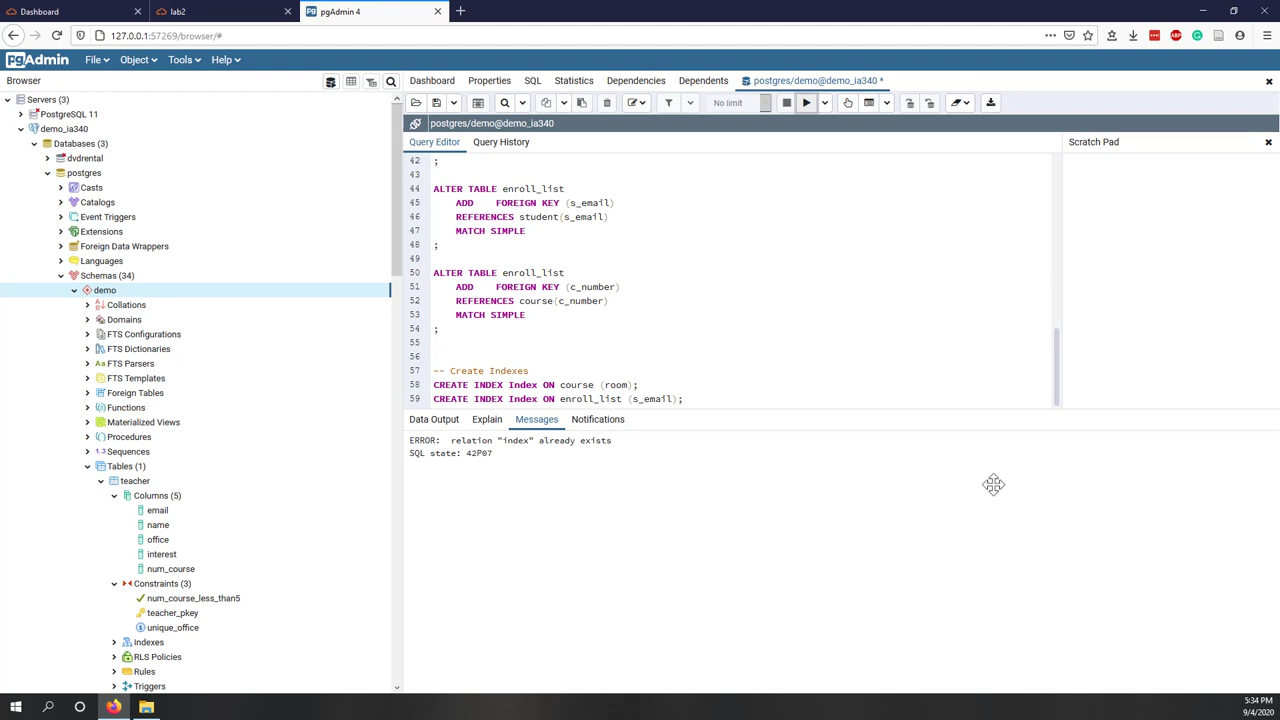 Dashboard
lab2
pgAdmin 4
127.0.0.1:57269/browser/#
ABP
pgAdmin
File
Object
Tools
Help
Browser
Dashboard
Properties
SQL
Statistics
Dependencies
Dependents
postgres/demo@demo_ia340 *
Servers (3)
PostgreSQL 11
demo_ia340
Databases (3)
dvdrental
postgres
Casts
Catalogs
Event Triggers
Extensions
Foreign Data Wrappers
Languages
Schemas (34)
demo
Collations
Domains
FTS Configurations
FTS Dictionaries
FTS Parsers
FTS Templates
Foreign Tables
Functions
Materialized Views
Procedures
Sequences
Tables (1)
teacher
Columns (5)
email
name
office
interest
num_course
Constraints (3)
num_course_less_than5
teacher_pkey
unique_office
Indexes
RLS Policies
Rules
Triggers
No limit
postgres/demo@demo_ia340
Query Editor
Query History
Scratch Pad
42 ;
43
44 ALTER TABLE enroll_list
45 ADD FOREIGN KEY (s_email)
46 REFERENCES student(s_email)
47 MATCH SIMPLE
48 ;
49
50 ALTER TABLE enroll_list
51 ADD FOREIGN KEY (c_number)
52 REFERENCES course(c_number)
53 MATCH SIMPLE
54 ;
55
56
57 -- Create Indexes
58 CREATE INDEX Index ON course (room);
59 CREATE INDEX Index ON enroll_list (s_email);
Data Output
Explain
Messages
Notifications
ERROR: relation "index" already exists
SQL state: 42P07
5:34 PM
9/4/2020